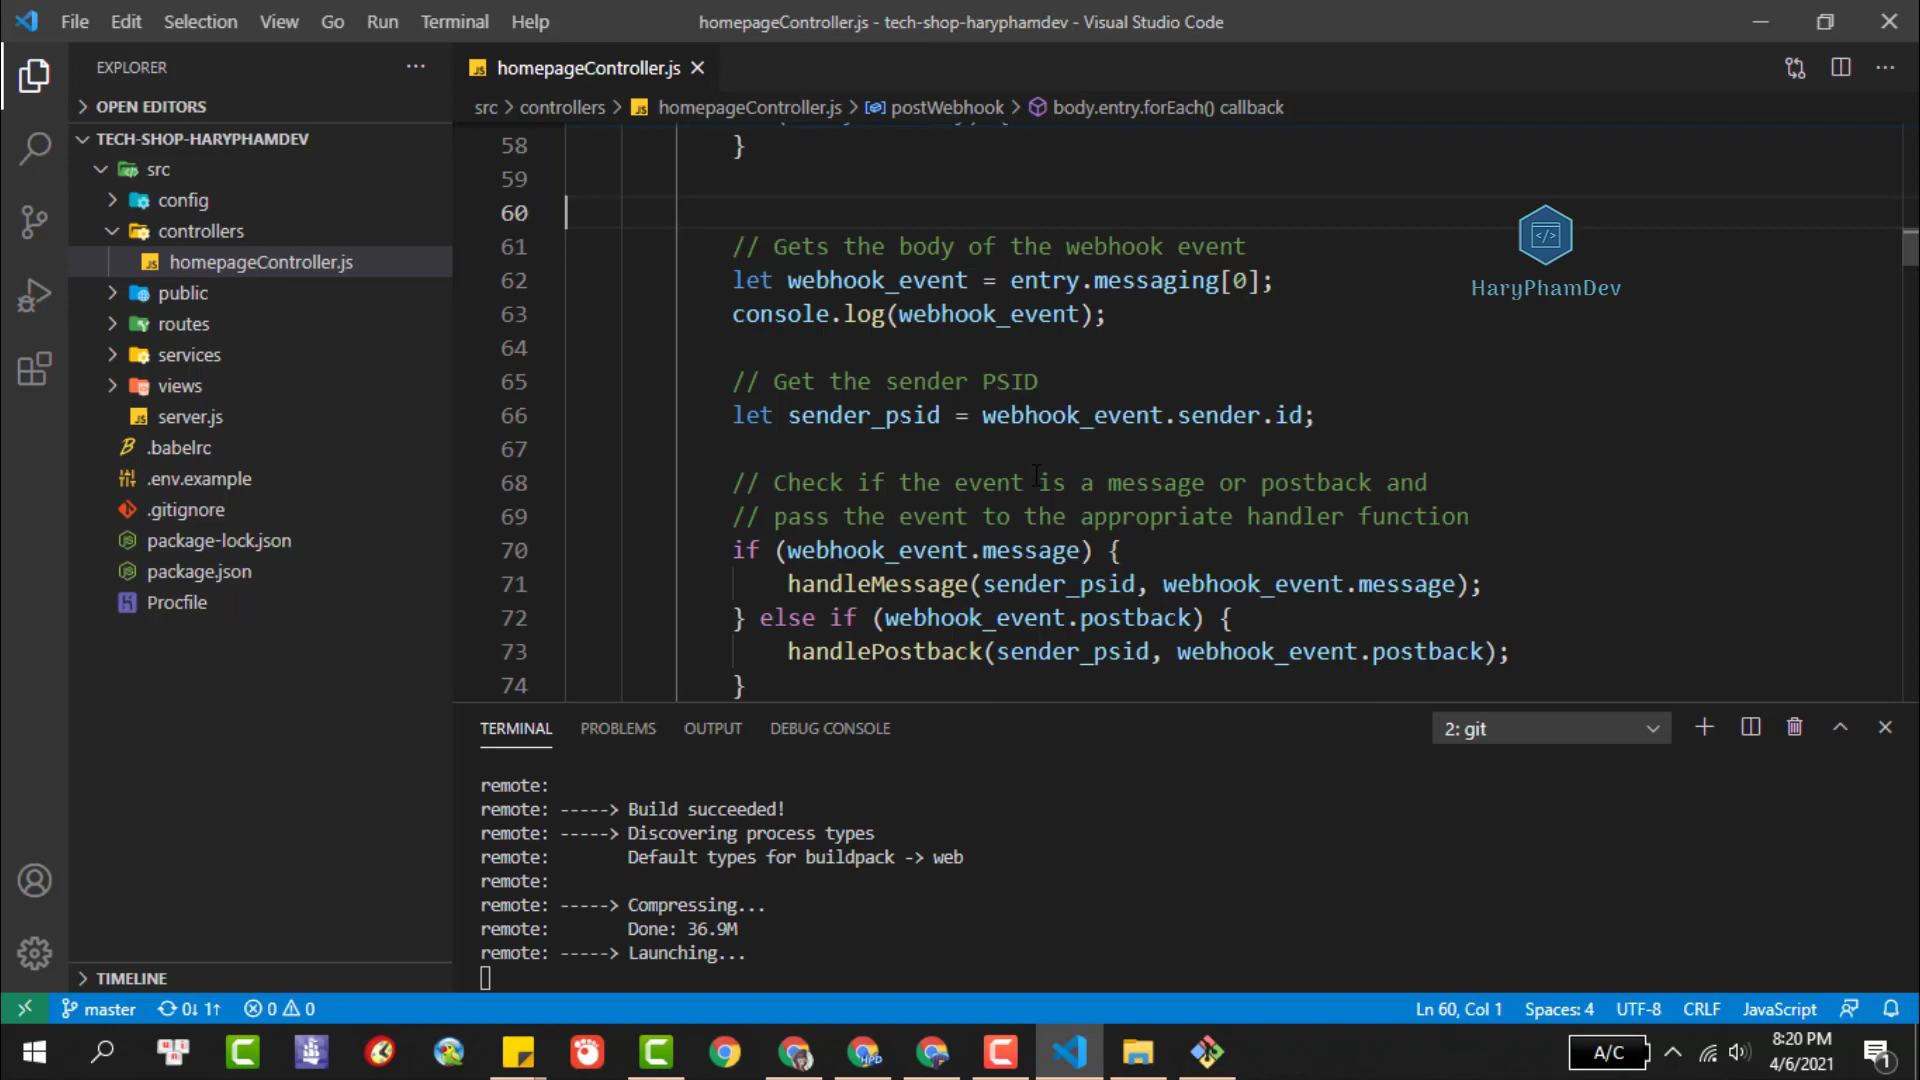 File Edit Selection View Go Run Terminal Help
homepageController.js - tech-shop-haryphamdev - Visual Studio Code
EXPLORER
OPEN EDITORS
TECH-SHOP-HARYPHAMDEV
src
config
controllers
homepageController.js
public
routes
services
views
server.js
.babelrc
.env.example
.gitignore
package-lock.json
package.json
Procfile
TIMELINE
homepageController.js
src > controllers > homepageController.js > postWebhook > body.entry.forEach() callback
58 }
59
60
61 // Gets the body of the webhook event
62 let webhook_event = entry.messaging[0];
63 console.log(webhook_event);
64
65 // Get the sender PSID
66 let sender_psid = webhook_event.sender.id;
67
68 // Check if the event is a message or postback and
69 // pass the event to the appropriate handler function
70 if (webhook_event.message) {
71 handleMessage(sender_psid, webhook_event.message);
72 } else if (webhook_event.postback) {
73 handlePostback(sender_psid, webhook_event.postback);
74 }
</>
HaryPhamDev
TERMINAL PROBLEMS OUTPUT DEBUG CONSOLE
2: git
remote:
remote: -----> Build succeeded!
remote: -----> Discovering process types
remote: Default types for buildpack -> web
remote:
remote: -----> Compressing...
remote: Done: 36.9M
remote: -----> Launching...
master 0↓ 1↑ 0 0
Ln 60, Col 1 Spaces: 4 UTF-8 CRLF JavaScript
A/C
8:20 PM
4/6/2021
1